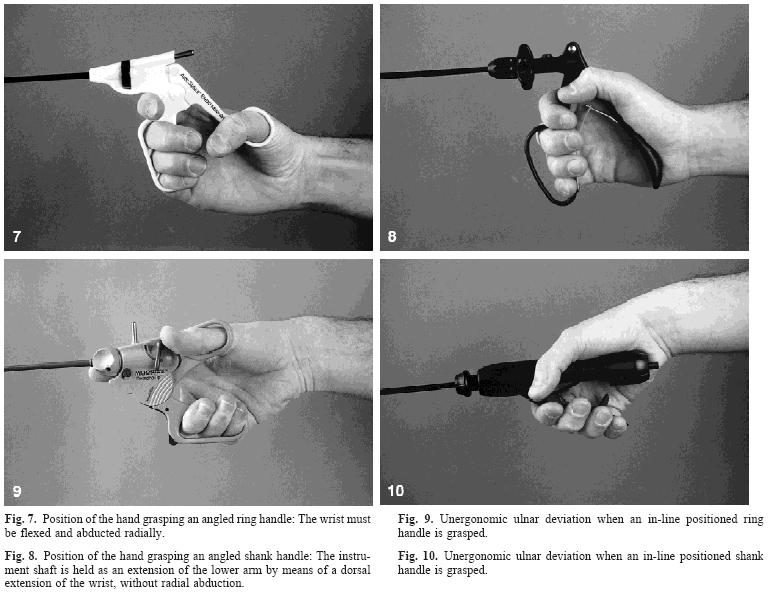 7
8
9
10
Fig. 7. Position of the hand grasping an angled ring handle: The wrist must
be flexed and abducted radially.
Fig. 8. Position of the hand grasping an angled shank handle: The instru-
ment shaft is held as an extension of the lower arm by means of a dorsal
extension of the wrist, without radial abduction.
Fig. 9. Unergonomic ulnar deviation when an in-line positioned ring
handle is grasped.
Fig. 10. Unergonomic ulnar deviation when an in-line positioned shank
handle is grasped.